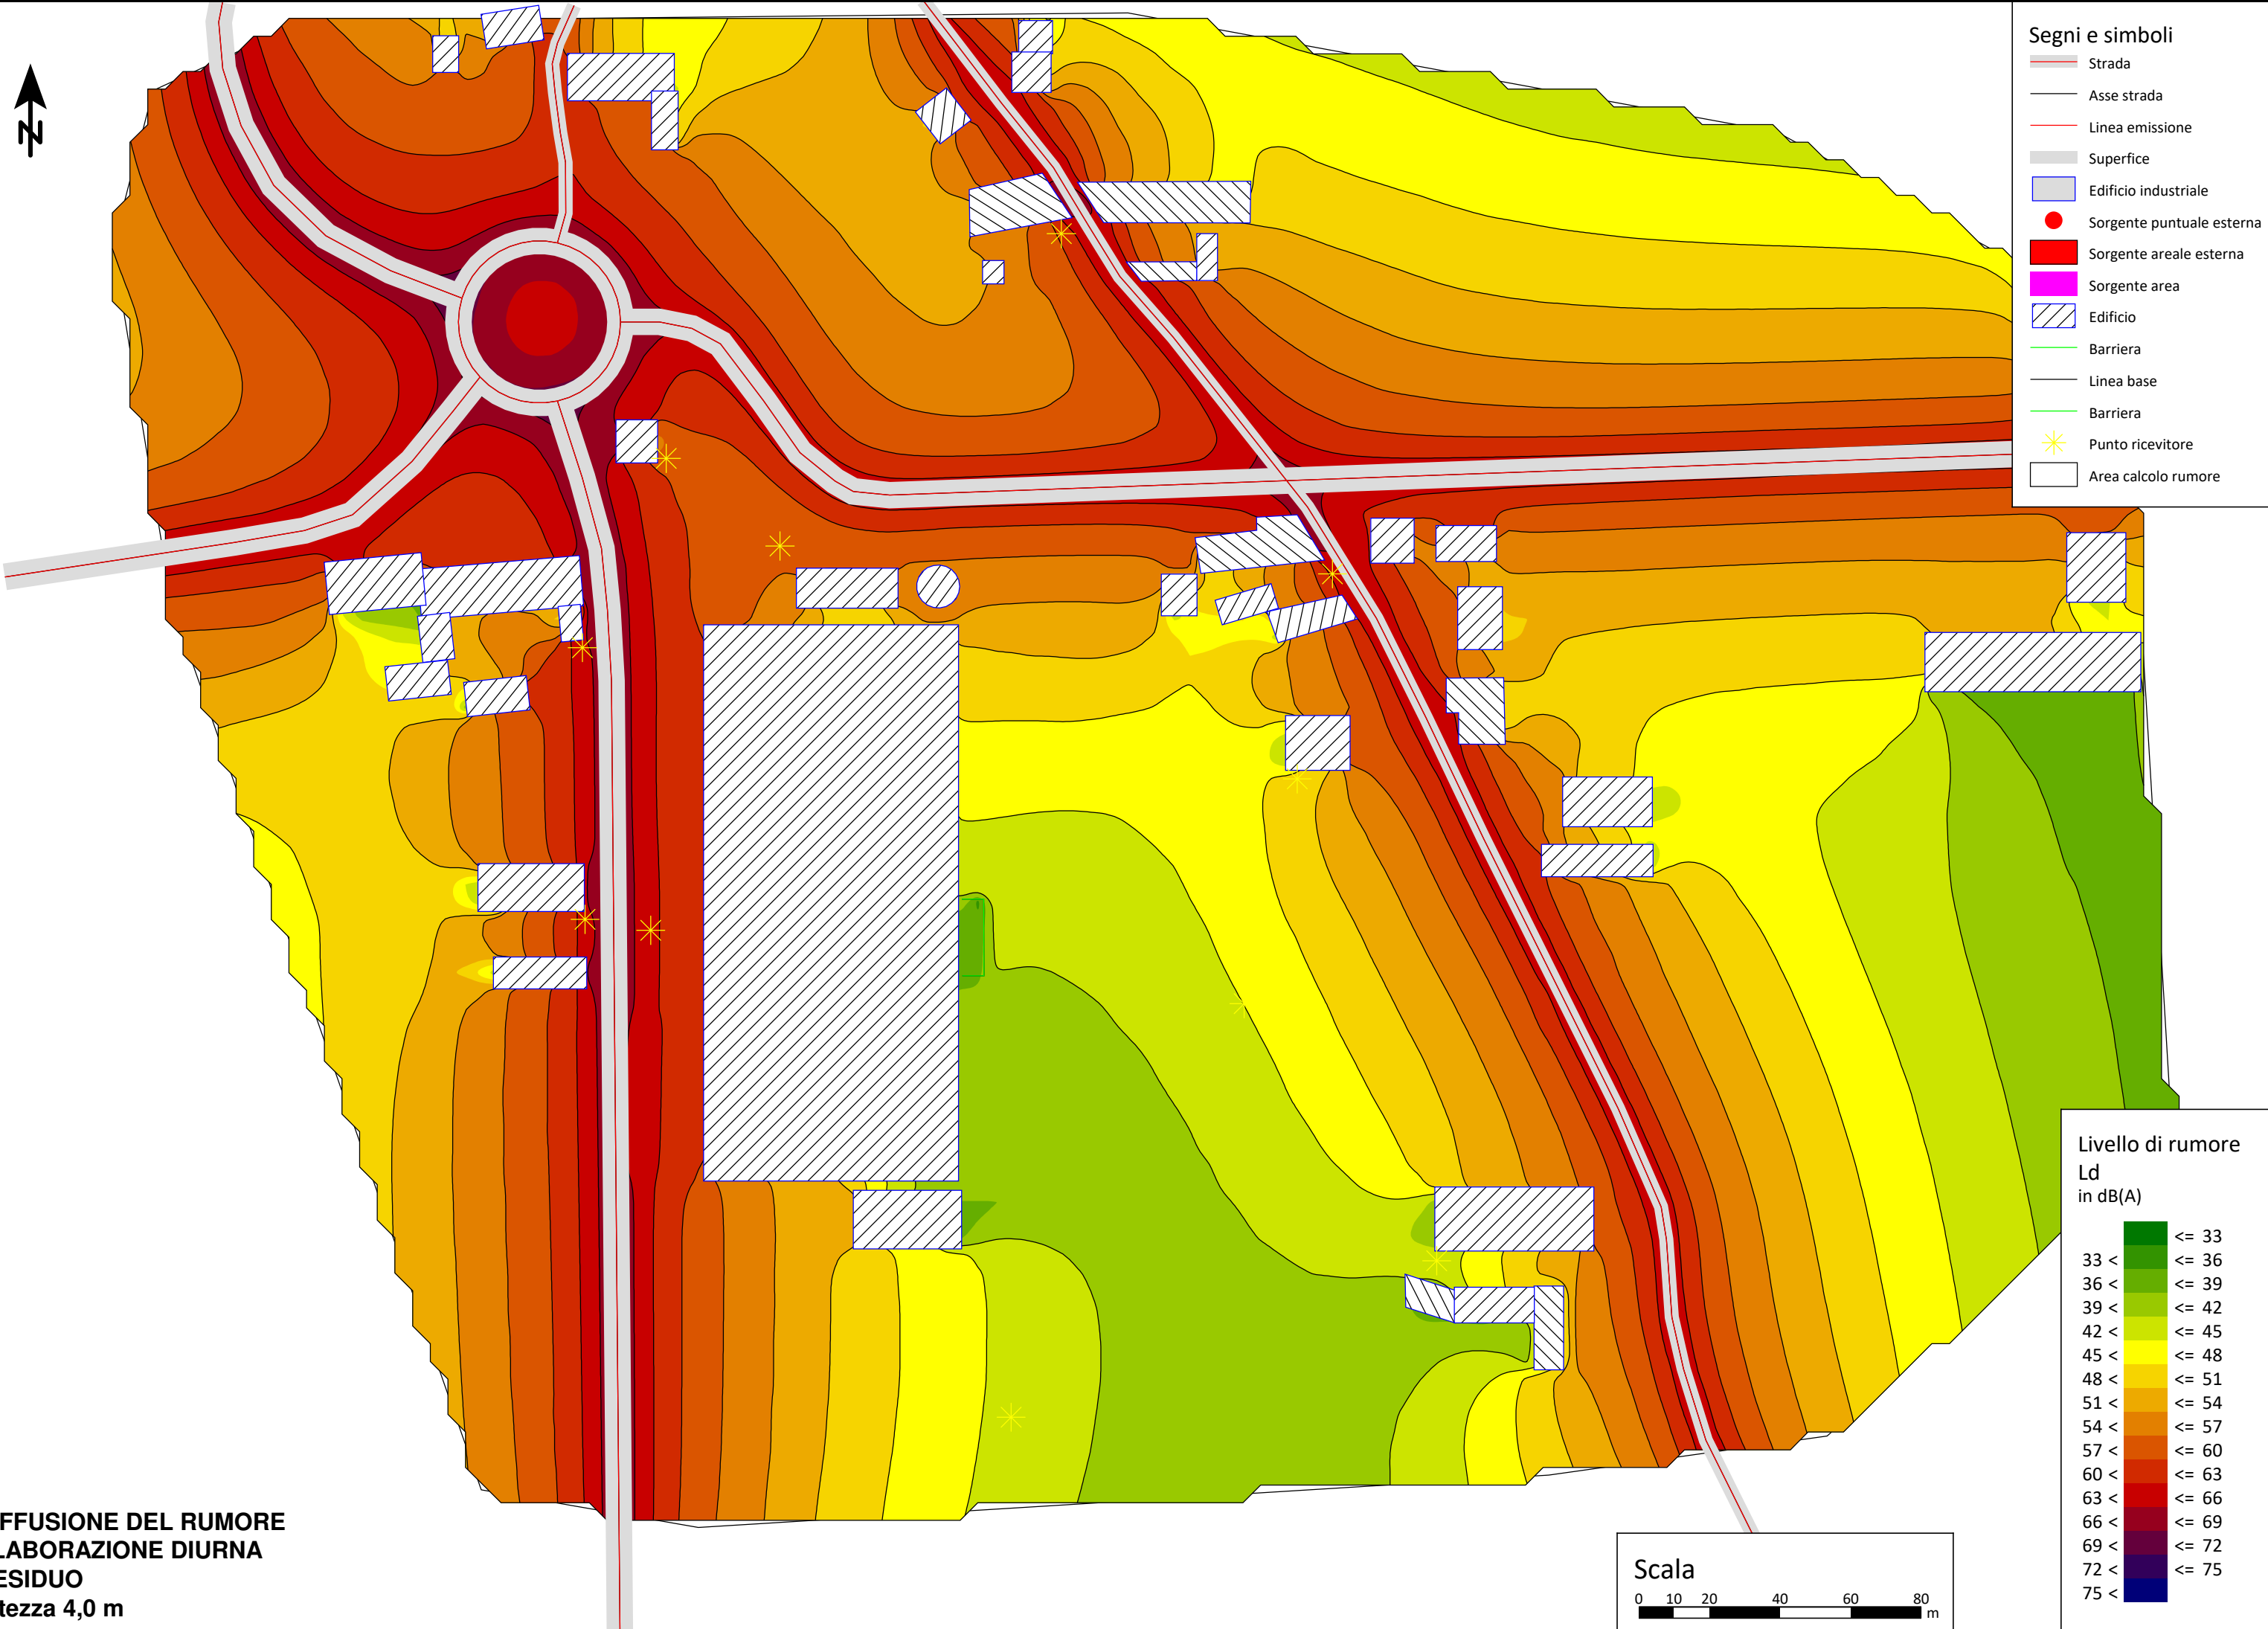 N
Segni e simboli
Strada
Asse strada
Linea emissione
Superfice
Edificio industriale
Sorgente puntuale esterna
Sorgente areale esterna
Sorgente area
Edificio
Barriera
Linea base
Barriera
Punto ricevitore
Area calcolo rumore
Livello di rumore
Ld
in dB(A)
<= 33
33 < <= 36
36 < <= 39
39 < <= 42
42 < <= 45
45 < <= 48
48 < <= 51
51 < <= 54
54 < <= 57
57 < <= 60
60 < <= 63
63 < <= 66
66 < <= 69
69 < <= 72
72 < <= 75
75 <
FFUSIONE DEL RUMORE
LABORAZIONE DIURNA
ESIDUO
tezza 4,0 m
Scala
0 10 20 40 60 80
m